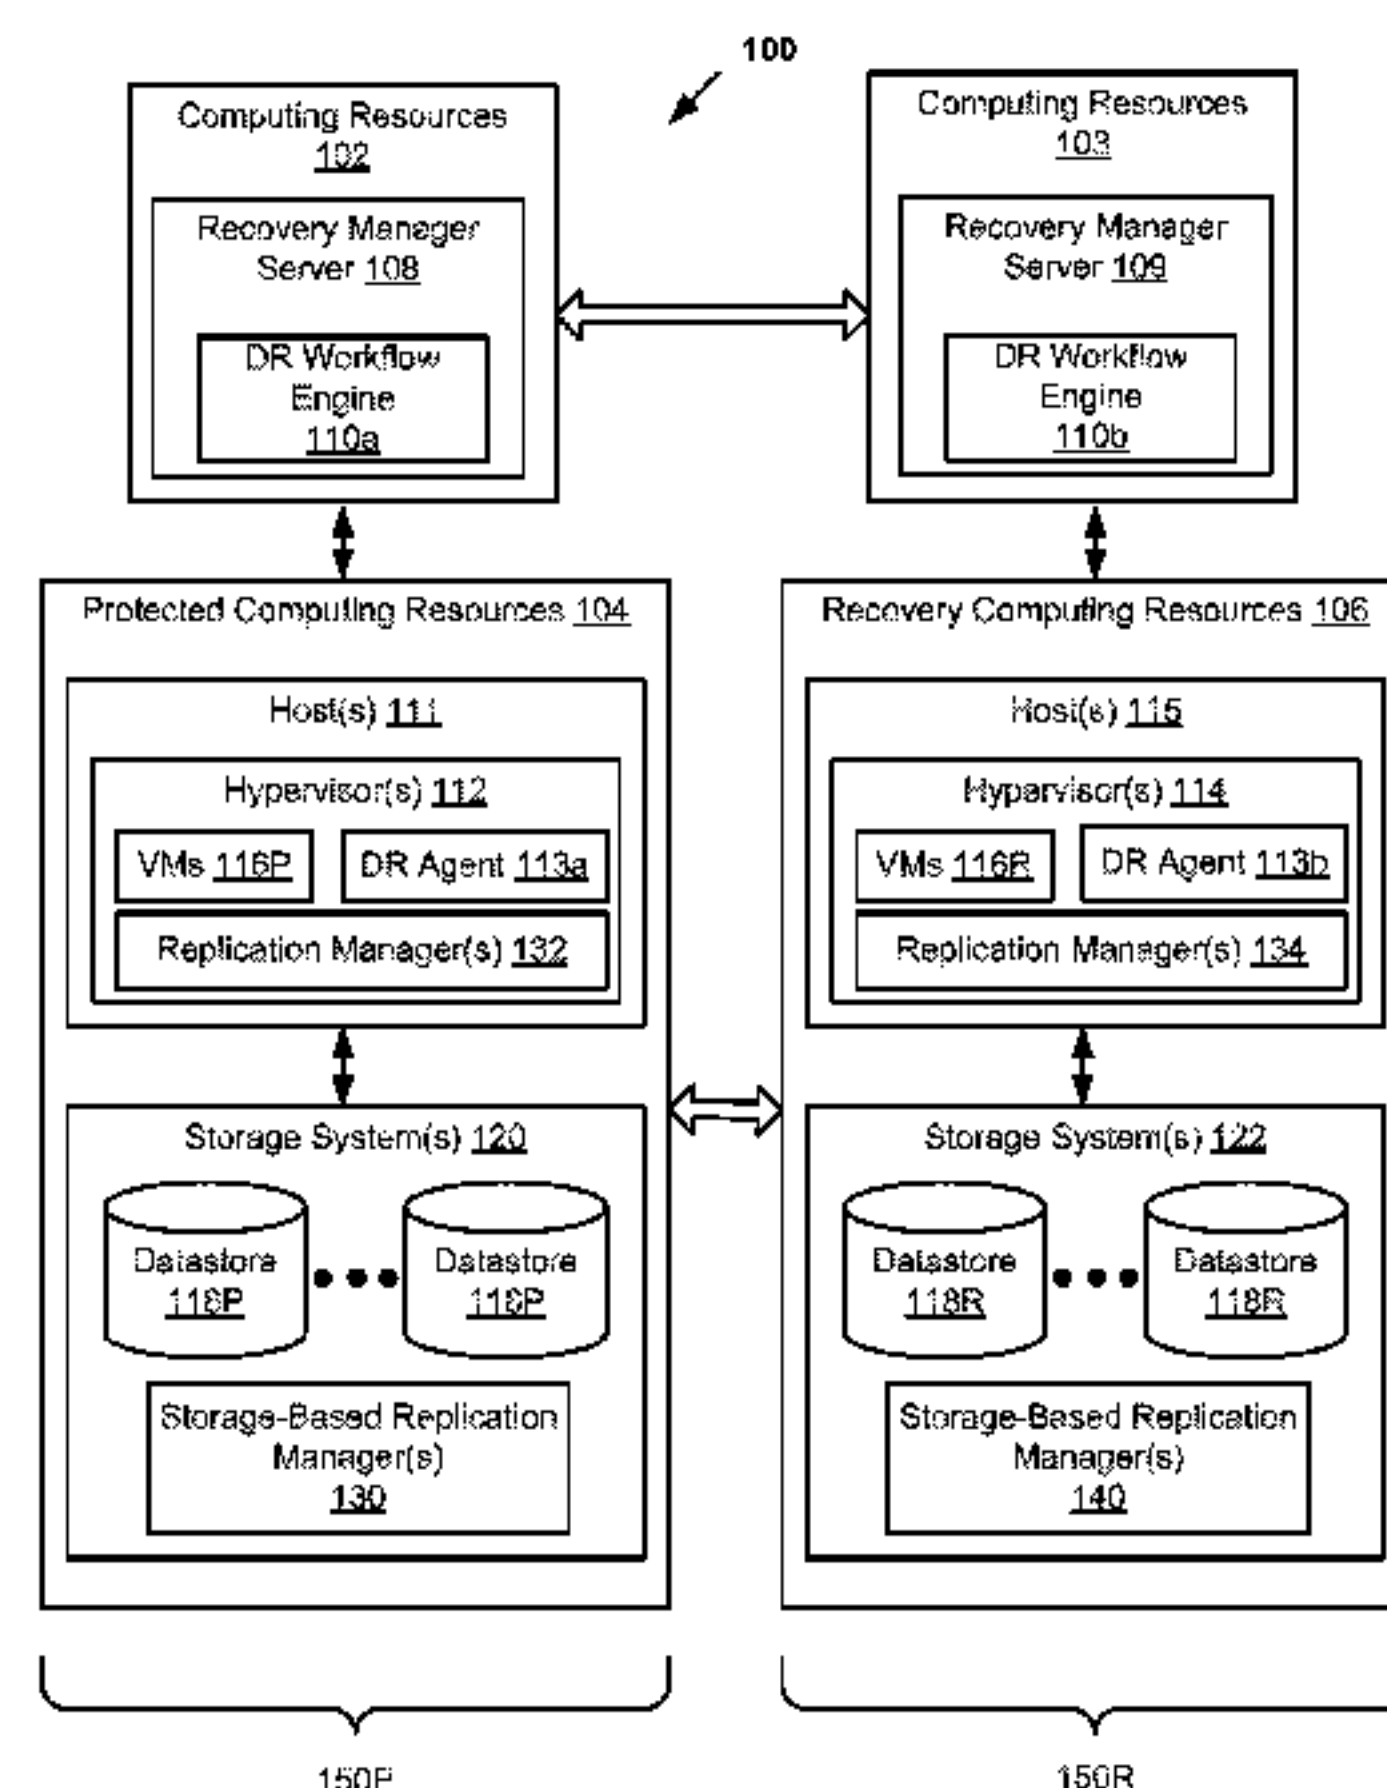 100
Computing Resources
102
Recovery Manager
Server 108
DR Workflow
Engine
110a
Computing Resources
103
Recovery Manager
Server 109
DR Workflow
Engine
110b
Protected Computing Resources 104
Host(s) 111
Hypervisor(s) 112
VMs 116P
DR Agent 113a
Replication Manager(s) 132
Storage System(s) 120
Datastore
118P
Datastore
118P
Storage-Based Replication
Manager(s)
130
150P
Recovery Computing Resources 106
Host(s) 115
Hypervisor(s) 114
VMs 116R
DR Agent 113b
Replication Manager(s) 134
Storage System(s) 122
Datastore
118R
Datastore
118R
Storage-Based Replication
Manager(s)
140
150R